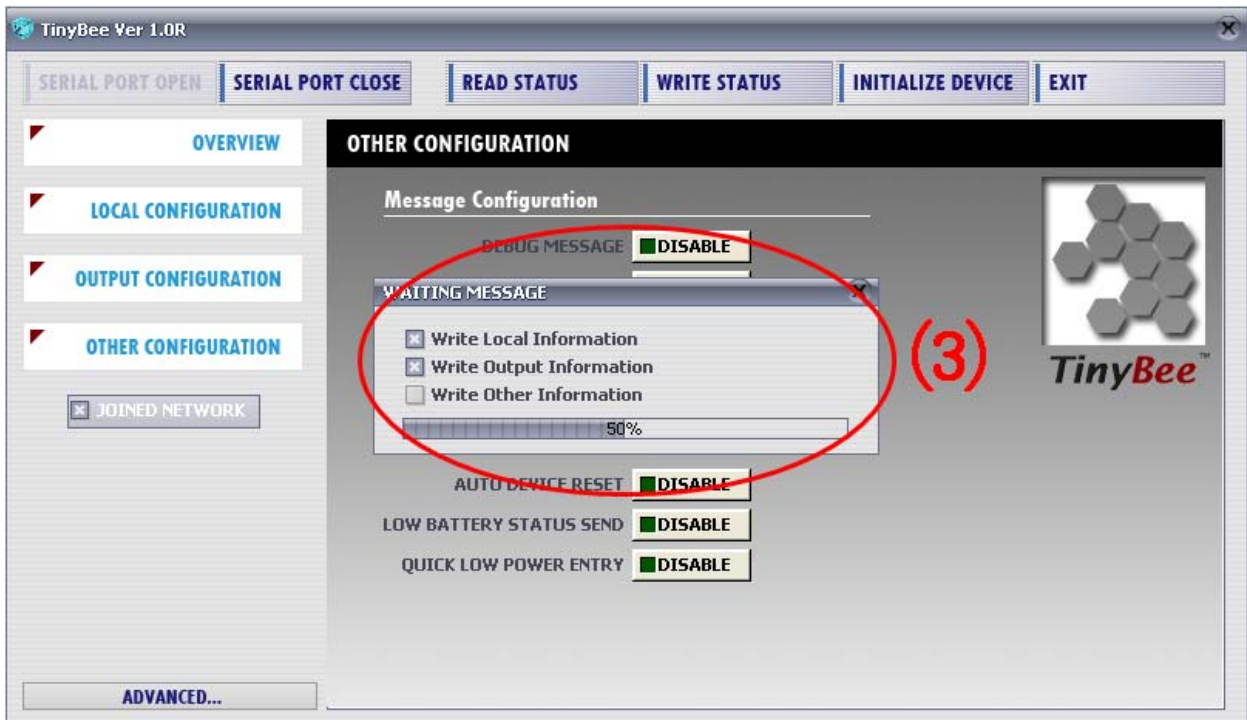 TinyBee Ver 1.0R
SERIAL PORT OPEN SERIAL PORT CLOSE READ STATUS WRITE STATUS INITIALIZE DEVICE EXIT
OVERVIEW
LOCAL CONFIGURATION
OUTPUT CONFIGURATION
OTHER CONFIGURATION
JOINED NETWORK
ADVANCED...
OTHER CONFIGURATION
Message Configuration
DEBUG MESSAGE DISABLE
WAITING MESSAGE
Write Local Information
Write Output Information
Write Other Information
50%
(3)
AUTO DEVICE RESET DISABLE
LOW BATTERY STATUS SEND DISABLE
QUICK LOW POWER ENTRY DISABLE
TinyBee™